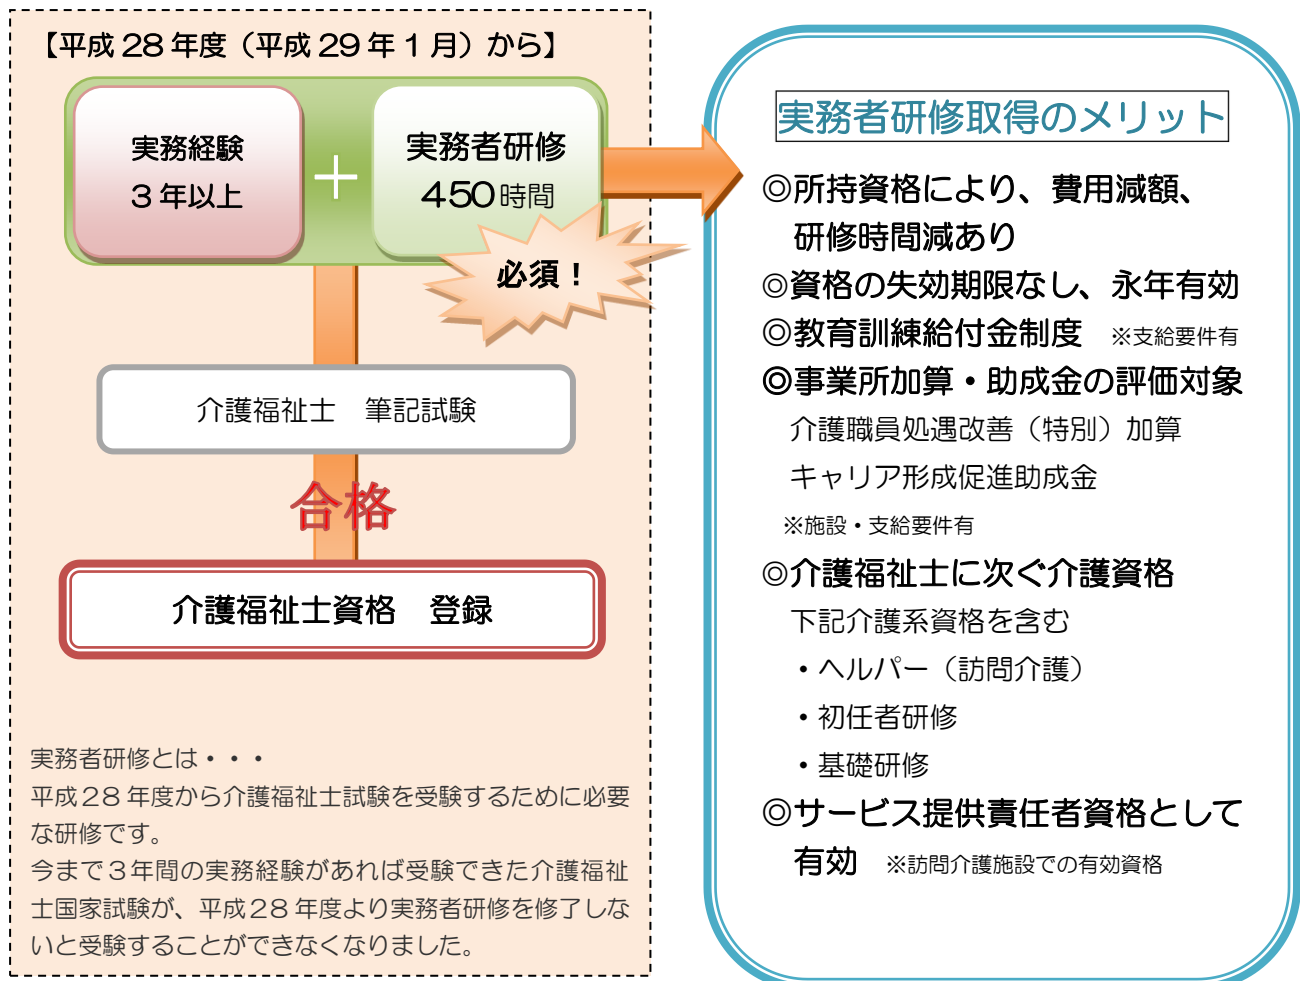 【平成 28 年度（平成 29 年 1 月）から】
実務経験
3 年以上
＋
実務者研修
450 時間
必須！
介護福祉士　筆記試験
合格
介護福祉士資格　登録
実務者研修とは・・・
平成28 年度から介護福祉士試験を受験するために必要
な研修です。
今まで3年間の実務経験があれば受験できた介護福祉
士国家試験が、平成28 年度より実務者研修を修了しな
いと受験することができなくなりました。
実務者研修取得のメリット
◎所持資格により、費用減額、
研修時間減あり
◎資格の失効期限なし、永年有効
◎教育訓練給付金制度　※支給要件有
◎事業所加算・助成金の評価対象
介護職員処遇改善（特別）加算
キャリア形成促進助成金
※施設・支給要件有
◎介護福祉士に次ぐ介護資格
下記介護系資格を含む
・ヘルパー（訪問介護）
・初任者研修
・基礎研修
◎サービス提供責任者資格として
有効　※訪問介護施設での有効資格